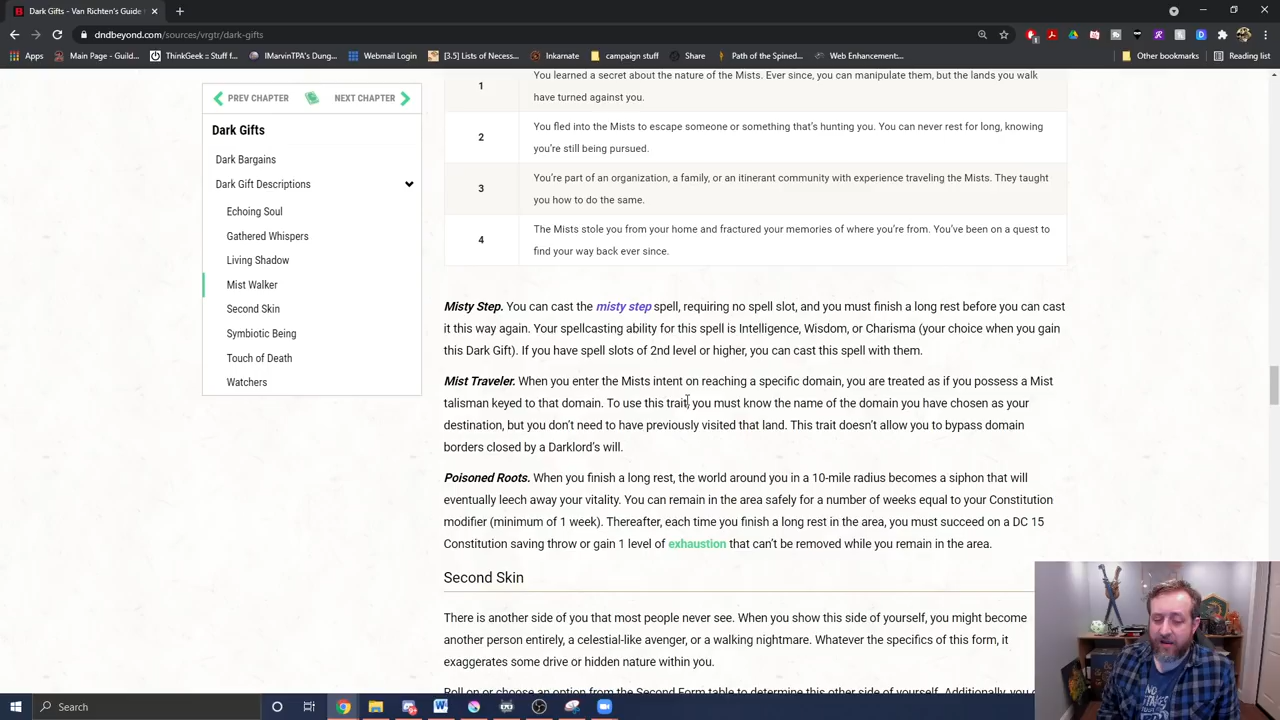 Dark Gifts - Van Richten's Guide
dndbeyond.com/sources/vrgtr/dark-gifts
Apps
Main Page - Guild
ThinkGeek :: Stuff f...
IMarvinTPA's Dung...
Webmail Login
[3.5] Lists of Necess...
Inkarnate
campaign stuff
Share
Path of the Spined...
Web Enhancement:...
Other bookmarks
Reading list
PREV CHAPTER
NEXT CHAPTER
Dark Gifts
Dark Bargains
Dark Gift Descriptions
Echoing Soul
Gathered Whispers
Living Shadow
Mist Walker
Second Skin
Symbiotic Being
Touch of Death
Watchers
1
You learned a secret about the nature of the Mists. Ever since, you can manipulate them, but the lands you walk
have turned against you.
2
You fled into the Mists to escape someone or something that's hunting you. You can never rest for long, knowing
you're still being pursued.
3
You're part of an organization, a family, or an itinerant community with experience traveling the Mists. They taught
you how to do the same.
4
The Mists stole you from your home and fractured your memories of where you're from. You've been on a quest to
find your way back ever since.
Misty Step. You can cast the misty step spell, requiring no spell slot, and you must finish a long rest before you can cast
it this way again. Your spellcasting ability for this spell is Intelligence, Wisdom, or Charisma (your choice when you gain
this Dark Gift). If you have spell slots of 2nd level or higher, you can cast this spell with them.
Mist Traveler. When you enter the Mists intent on reaching a specific domain, you are treated as if you possess a Mist
talisman keyed to that domain. To use this trait, you must know the name of the domain you have chosen as your
destination, but you don't need to have previously visited that land. This trait doesn't allow you to bypass domain
borders closed by a Darklord's will.
Poisoned Roots. When you finish a long rest, the world around you in a 10-mile radius becomes a siphon that will
eventually leech away your vitality. You can remain in the area safely for a number of weeks equal to your Constitution
modifier (minimum of 1 week). Thereafter, each time you finish a long rest in the area, you must succeed on a DC 15
Constitution saving throw or gain 1 level of exhaustion that can't be removed while you remain in the area.
Second Skin
There is another side of you that most people never see. When you show this side of yourself, you might become
another person entirely, a celestial-like avenger, or a walking nightmare. Whatever the specifics of this form, it
exaggerates some drive or hidden nature within you.
Roll on or choose an option from the Second Form table to determine this other side of yourself. Additionally, you
Search